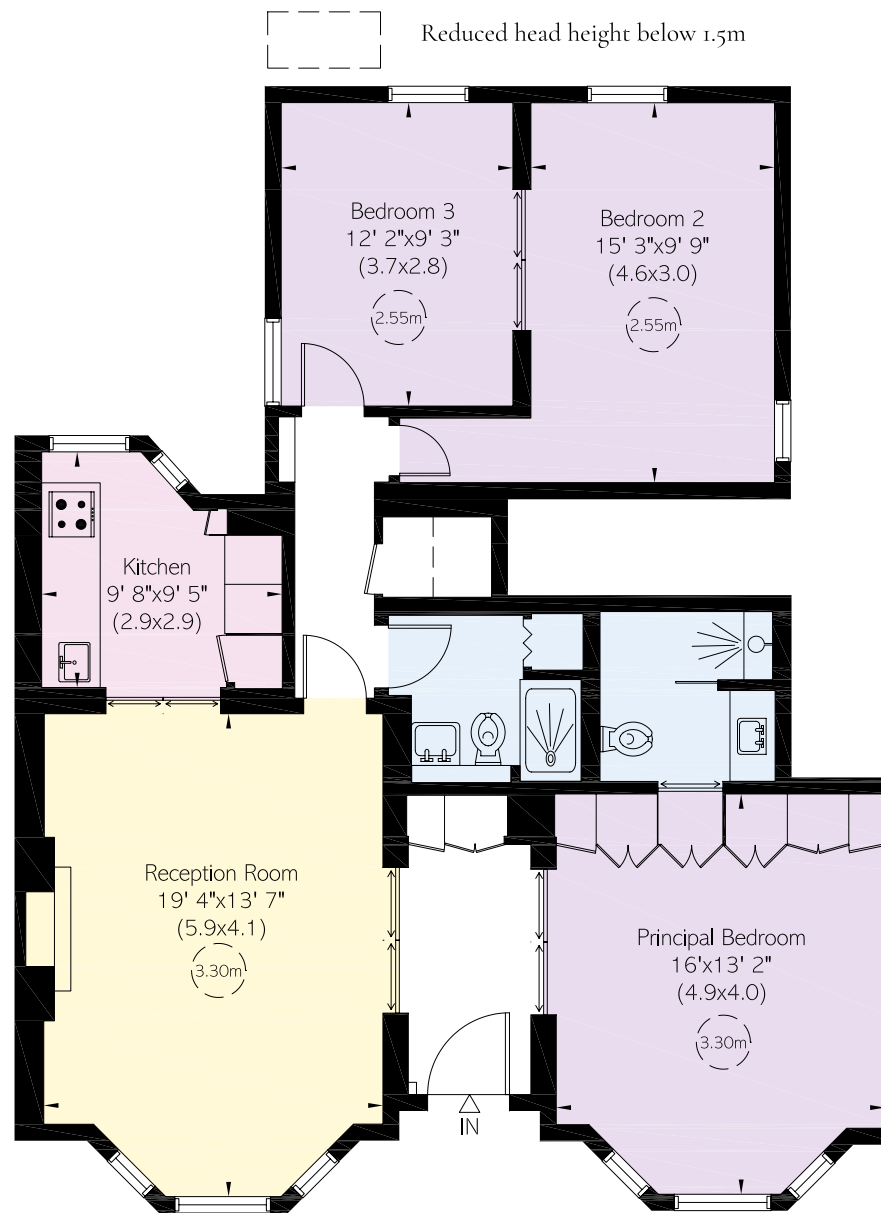 Reduced head height below 1.5m
Bedroom 3
12' 2"x9' 3"
(3.7x2.8)
2.55m
Bedroom 2
15' 3"x9' 9"
(4.6x3.0)
2.55m
Kitchen
9' 8"x9' 5"
(2.9x2.9)
Reception Room
19' 4"x13' 7"
(5.9x4.1)
3.30m
Principal Bedroom
16'x13' 2"
(4.9x4.0)
3.30m
IN